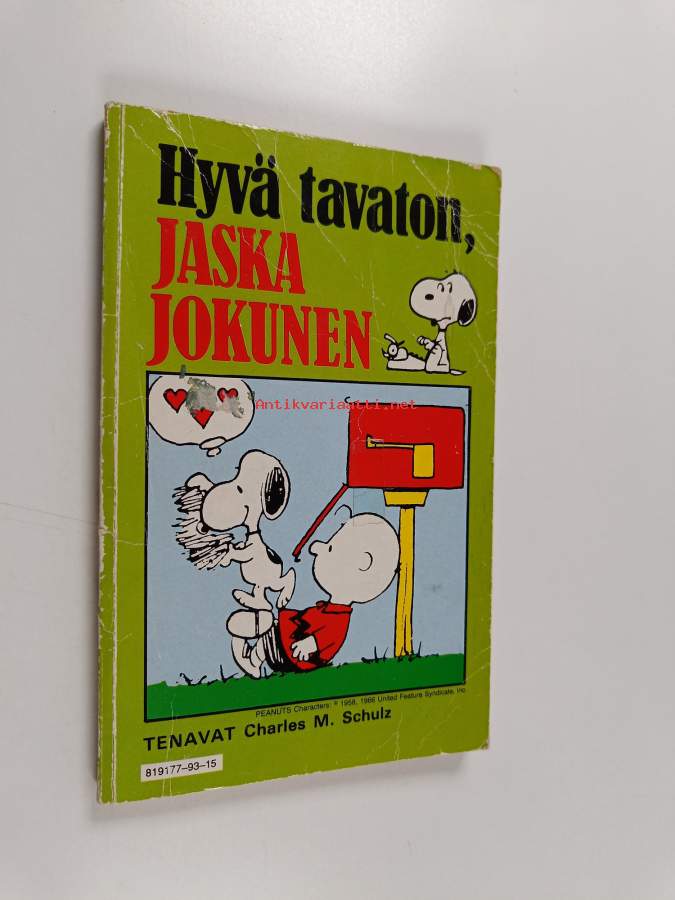 Hyvä tavaton,
JASKA
JOKUNEN
Antikvariaatti.net
PEANUTS Characters: © 1958, 1966 United Feature Syndicate, Inc
TENAVAT Charles M. Schulz
819177-93-15